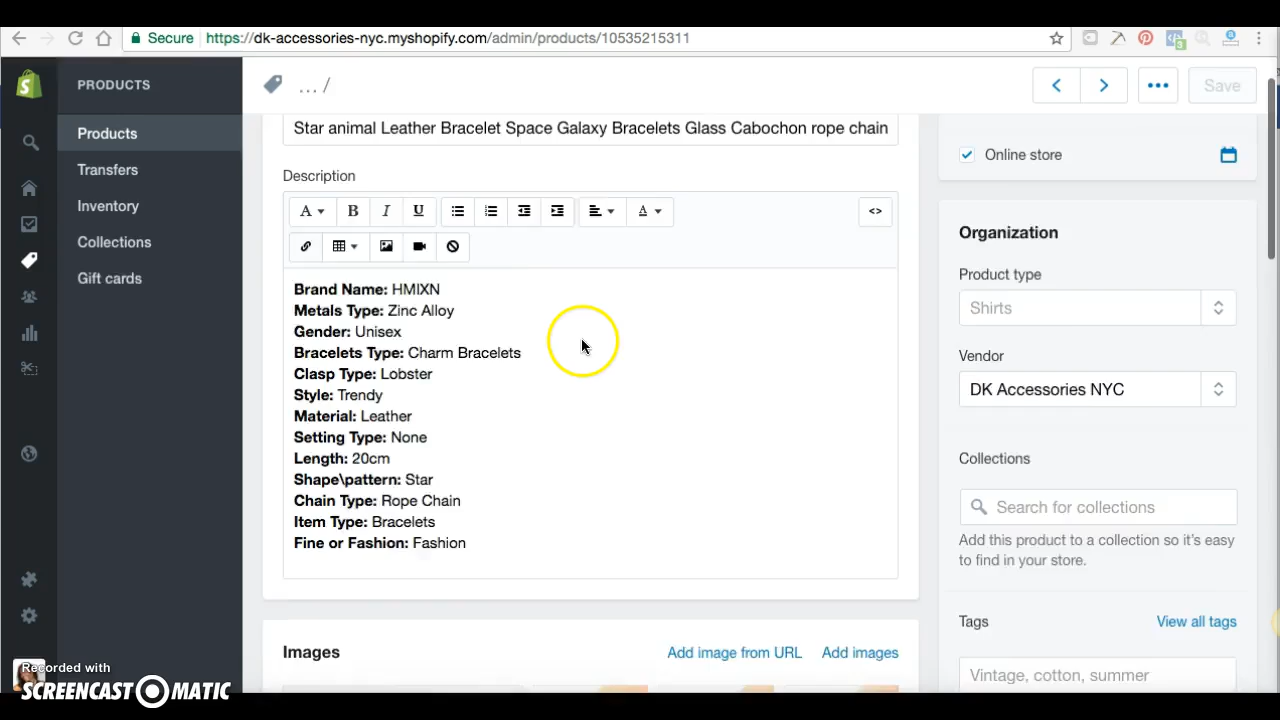 Secure https://dk-accessories-nyc.myshopify.com/admin/products/10535215311
3
PRODUCTS
Products
Transfers
Inventory
Collections
Gift cards
... /
Save
Star animal Leather Bracelet Space Galaxy Bracelets Glass Cabochon rope chain
Description
A B I U A <>
Brand Name: HMIXN
Metals Type: Zinc Alloy
Gender: Unisex
Bracelets Type: Charm Bracelets
Clasp Type: Lobster
Style: Trendy
Material: Leather
Setting Type: None
Length: 20cm
Shape\pattern: Star
Chain Type: Rope Chain
Item Type: Bracelets
Fine or Fashion: Fashion
Images Add image from URL Add images
Online store
Organization
Product type
Shirts
Vendor
DK Accessories NYC
Collections
Search for collections
Add this product to a collection so it's easy
to find in your store.
Tags View all tags
Vintage, cotton, summer
Recorded with
SCREENCAST-O-MATIC